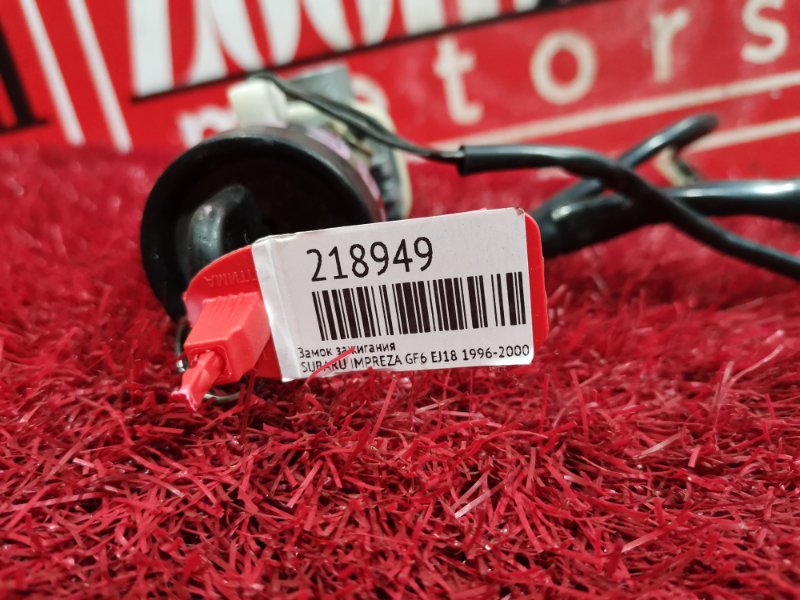 motors
218949
Замок зажигания
SUBARU IMPREZA GF6 EJ18 1996-2000